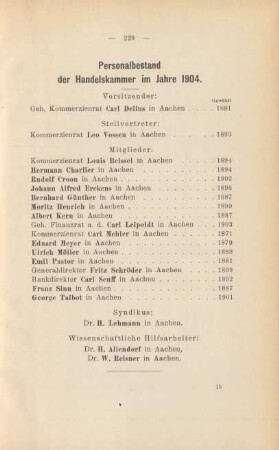 — 229 —
Personalbestand
der Handelskammer im Jahre 1904.
Vorsitzender:
Gewählt
Geh. Kommerzienrat Carl Delius in Aachen . . . . . 1881
Stellvertreter:
Kommerzienrat Leo Vossen in Aachen . . . . . . 1893
Mitglieder:
Kommerzienrat Louis Beissel in Aachen . . . . . . 1894
Hermann Charlier in Aachen . . . . . . . . . 1894
Rudolf Croon in Aachen . . . . . . . . . . 1902
Johann Alfred Erckens in Aachen . . . . . . . 1896
Bernhard Günther in Aachen . . . . . . . . . 1887
Moritz Henrich in Aachen . . . . . . . . . . 1899
Albert Kern in Aachen . . . . . . . . . . . 1887
Geh. Finanzrat a. d. Carl Leipoldt in Aachen . . . . 1903
Kommerzienrat Carl Mehler in Aachen . . . . . . 1871
Eduard Meyer in Aachen . . . . . . . . . . 1879
Ulrich Möller in Aachen . . . . . . . . . . 1888
Emil Pastor in Aachen . . . . . . . . . . . 1881
Generaldirektor Fritz Schröder in Aachen . . . . . 1899
Bankdirektor Carl Senff in Aachen . . . . . . . 1892
Franz Sinn in Aachen . . . . . . . . . . . 1887
George Talbot in Aachen . . . . . . . . . . 1901
Syndikus:
Dr. H. Lehmann in Aachen.
Wissenschaftliche Hilfsarbeiter:
Dr. H. Allendorf in Aachen,
Dr. W. Reisner in Aachen.
15